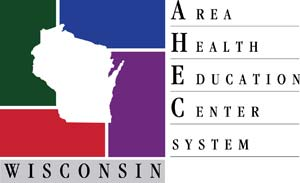 AREA
HEALTH
EDUCATION
CENTER
SYSTEM
WISCONSIN